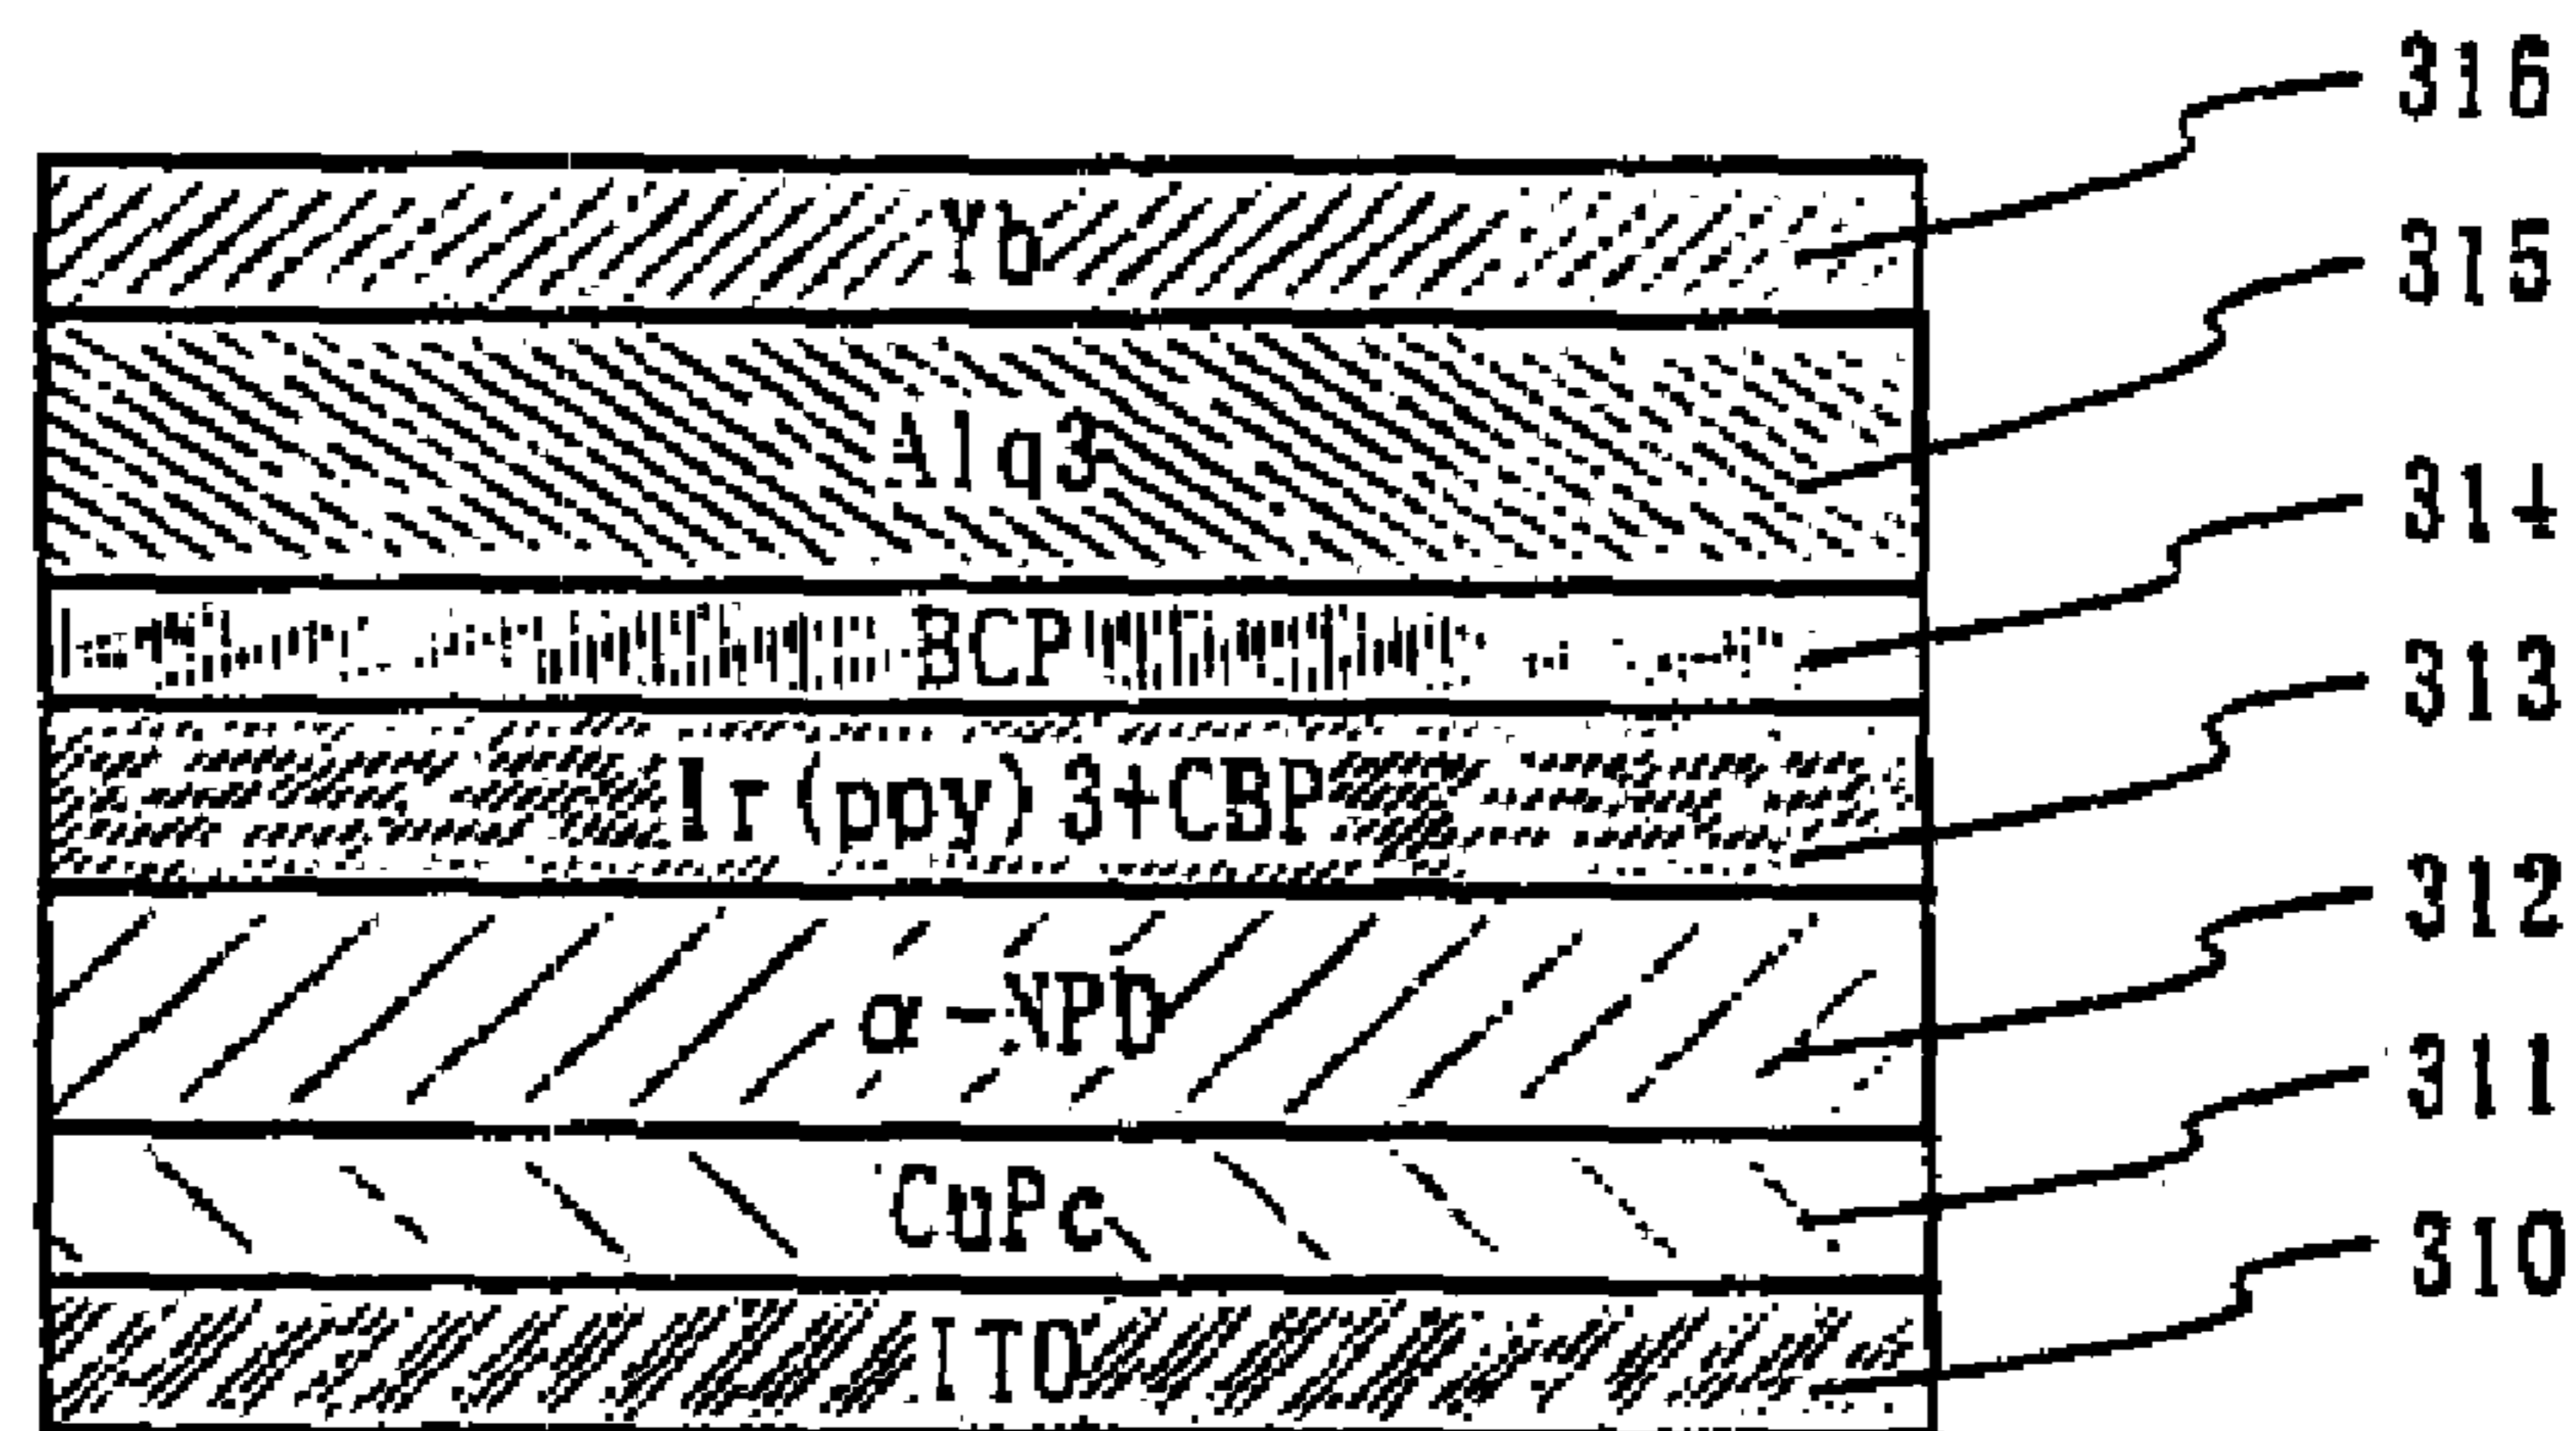 316
Yb
315
Alq3
314
BCP
313
Ir(ppy)3+CBP
312
α-NPD
311
CuPc
310
ITO